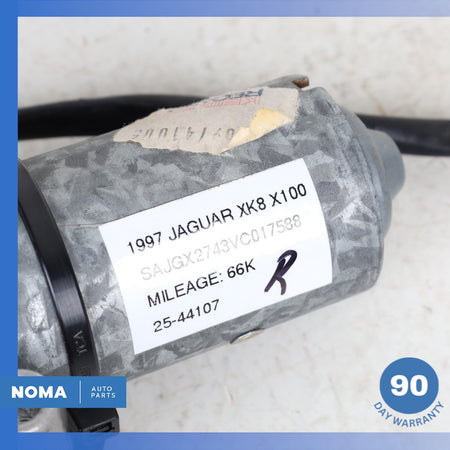 1997 JAGUAR XK8 X100
SAJGX2743VC017588
MILEAGE: 66K
R
25-44107
NOMA
AUTO
PARTS
90
DAY WARRANTY